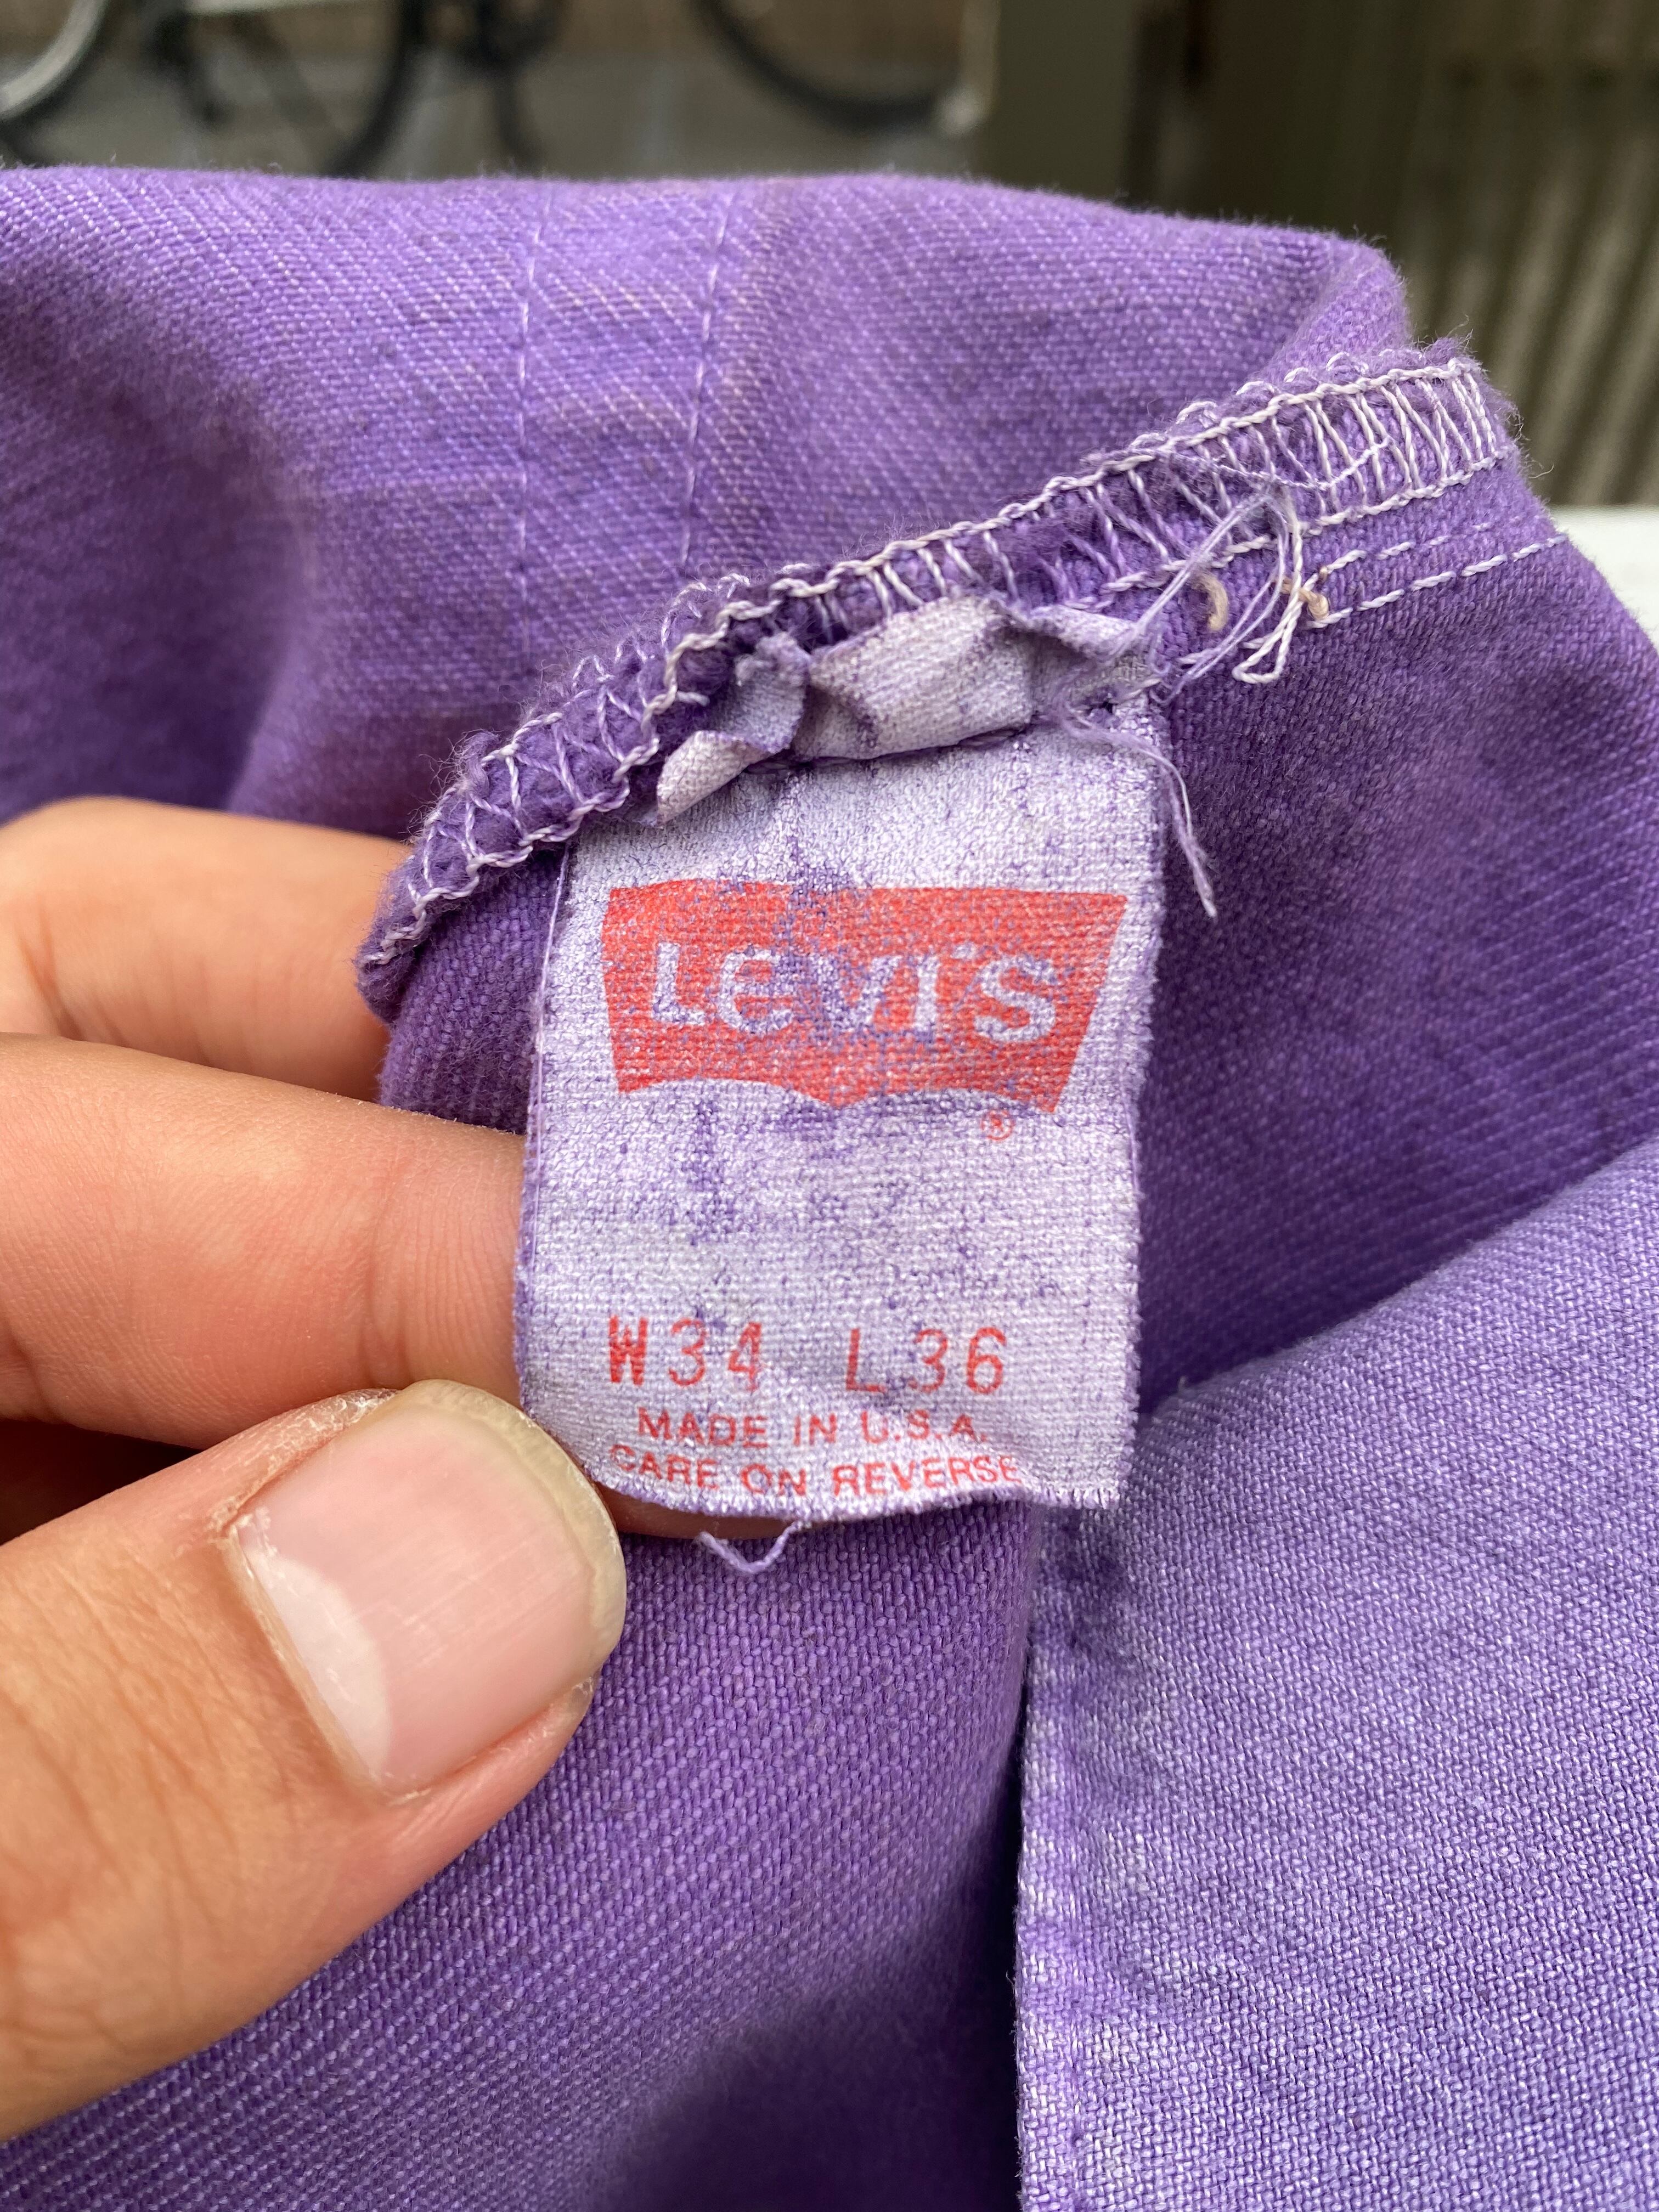 LEVI'S
®
W34 L36
MADE IN U.S.A.
CARE ON REVERSE